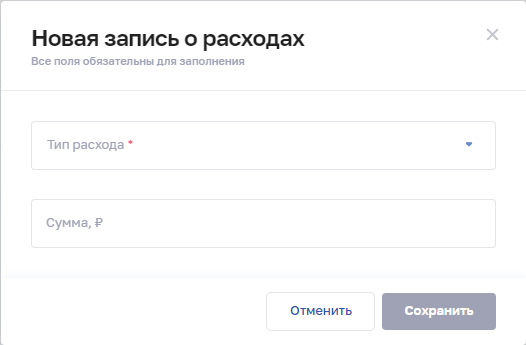 Новая запись о расходах
Все поля обязательны для заполнения
Тип расхода *
Сумма, ₽
Отменить
Сохранить